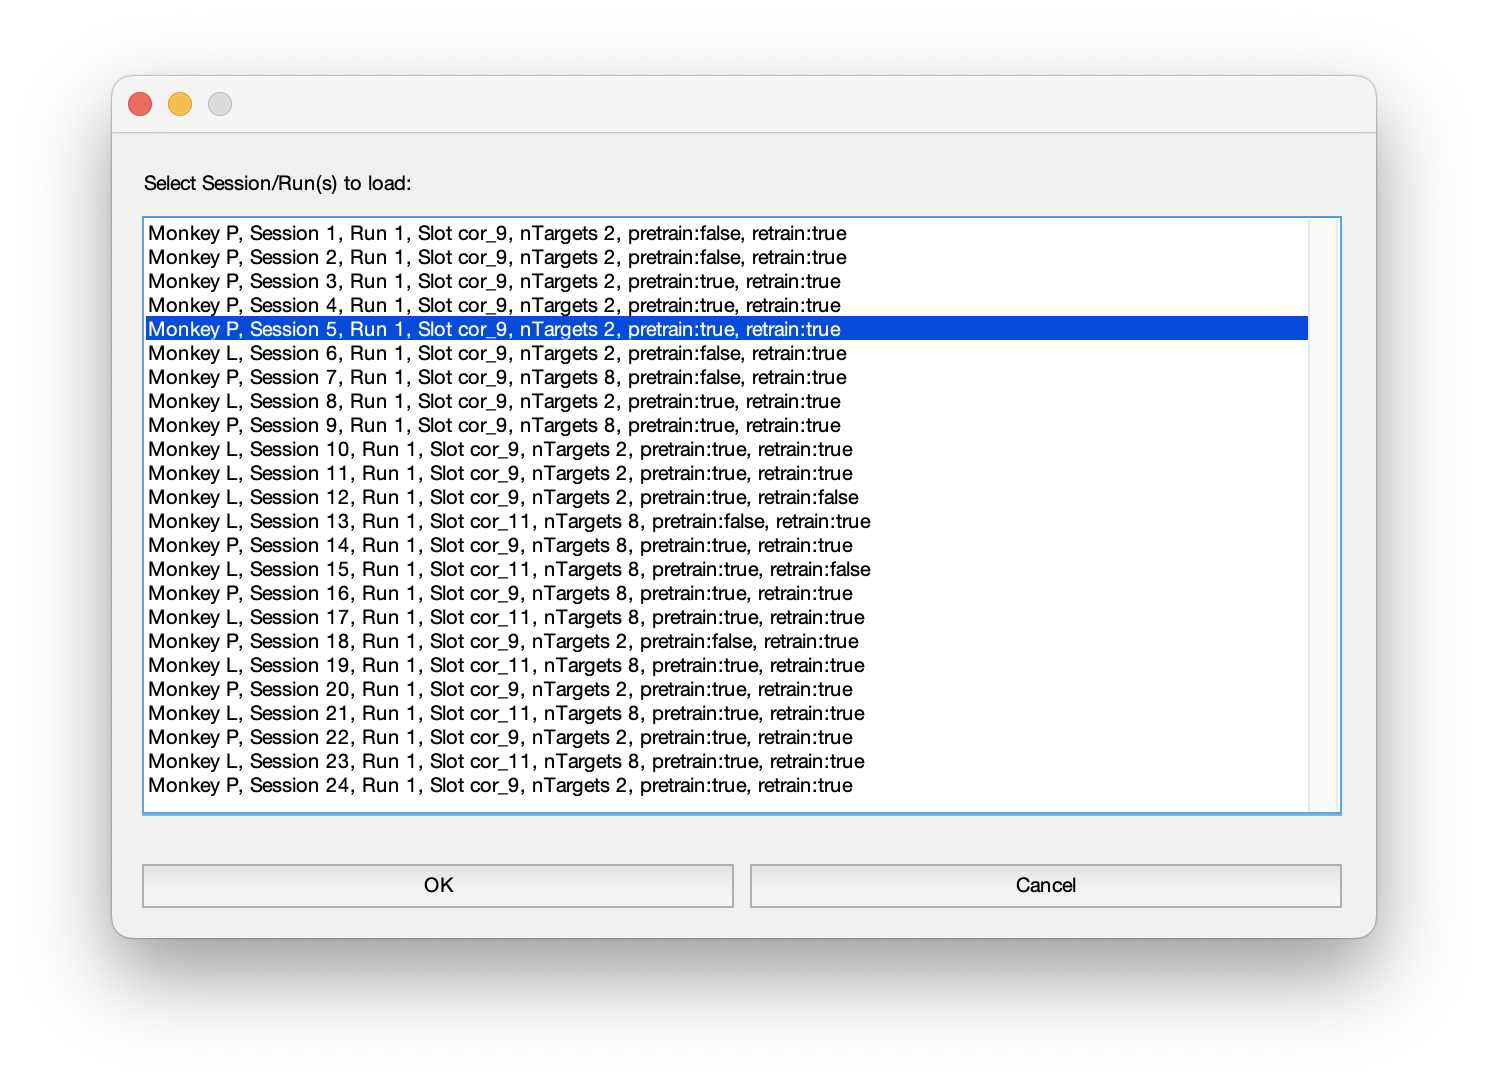 Select Session/Run(s) to load:
Monkey P, Session 1, Run 1, Slot cor_9, nTargets 2, pretrain:false, retrain:true
Monkey P, Session 2, Run 1, Slot cor_9, nTargets 2, pretrain:false, retrain:true
Monkey P, Session 3, Run 1, Slot cor_9, nTargets 2, pretrain:true, retrain:true
Monkey P, Session 4, Run 1, Slot cor_9, nTargets 2, pretrain:true, retrain:true
Monkey P, Session 5, Run 1, Slot cor_9, nTargets 2, pretrain:true, retrain:true
Monkey L, Session 6, Run 1, Slot cor_9, nTargets 2, pretrain:false, retrain:true
Monkey P, Session 7, Run 1, Slot cor_9, nTargets 8, pretrain:false, retrain:true
Monkey L, Session 8, Run 1, Slot cor_9, nTargets 2, pretrain:true, retrain:true
Monkey P, Session 9, Run 1, Slot cor_9, nTargets 8, pretrain:true, retrain:true
Monkey L, Session 10, Run 1, Slot cor_9, nTargets 2, pretrain:true, retrain:true
Monkey L, Session 11, Run 1, Slot cor_9, nTargets 2, pretrain:true, retrain:true
Monkey L, Session 12, Run 1, Slot cor_9, nTargets 2, pretrain:true, retrain:false
Monkey L, Session 13, Run 1, Slot cor_11, nTargets 8, pretrain:false, retrain:true
Monkey P, Session 14, Run 1, Slot cor_9, nTargets 8, pretrain:true, retrain:true
Monkey L, Session 15, Run 1, Slot cor_11, nTargets 8, pretrain:true, retrain:false
Monkey P, Session 16, Run 1, Slot cor_9, nTargets 8, pretrain:true, retrain:true
Monkey L, Session 17, Run 1, Slot cor_11, nTargets 8, pretrain:true, retrain:true
Monkey P, Session 18, Run 1, Slot cor_9, nTargets 2, pretrain:false, retrain:true
Monkey L, Session 19, Run 1, Slot cor_11, nTargets 8, pretrain:true, retrain:true
Monkey P, Session 20, Run 1, Slot cor_9, nTargets 2, pretrain:true, retrain:true
Monkey L, Session 21, Run 1, Slot cor_11, nTargets 8, pretrain:true, retrain:true
Monkey P, Session 22, Run 1, Slot cor_9, nTargets 2, pretrain:true, retrain:true
Monkey L, Session 23, Run 1, Slot cor_11, nTargets 8, pretrain:true, retrain:true
Monkey P, Session 24, Run 1, Slot cor_9, nTargets 2, pretrain:true, retrain:true
OK
Cancel